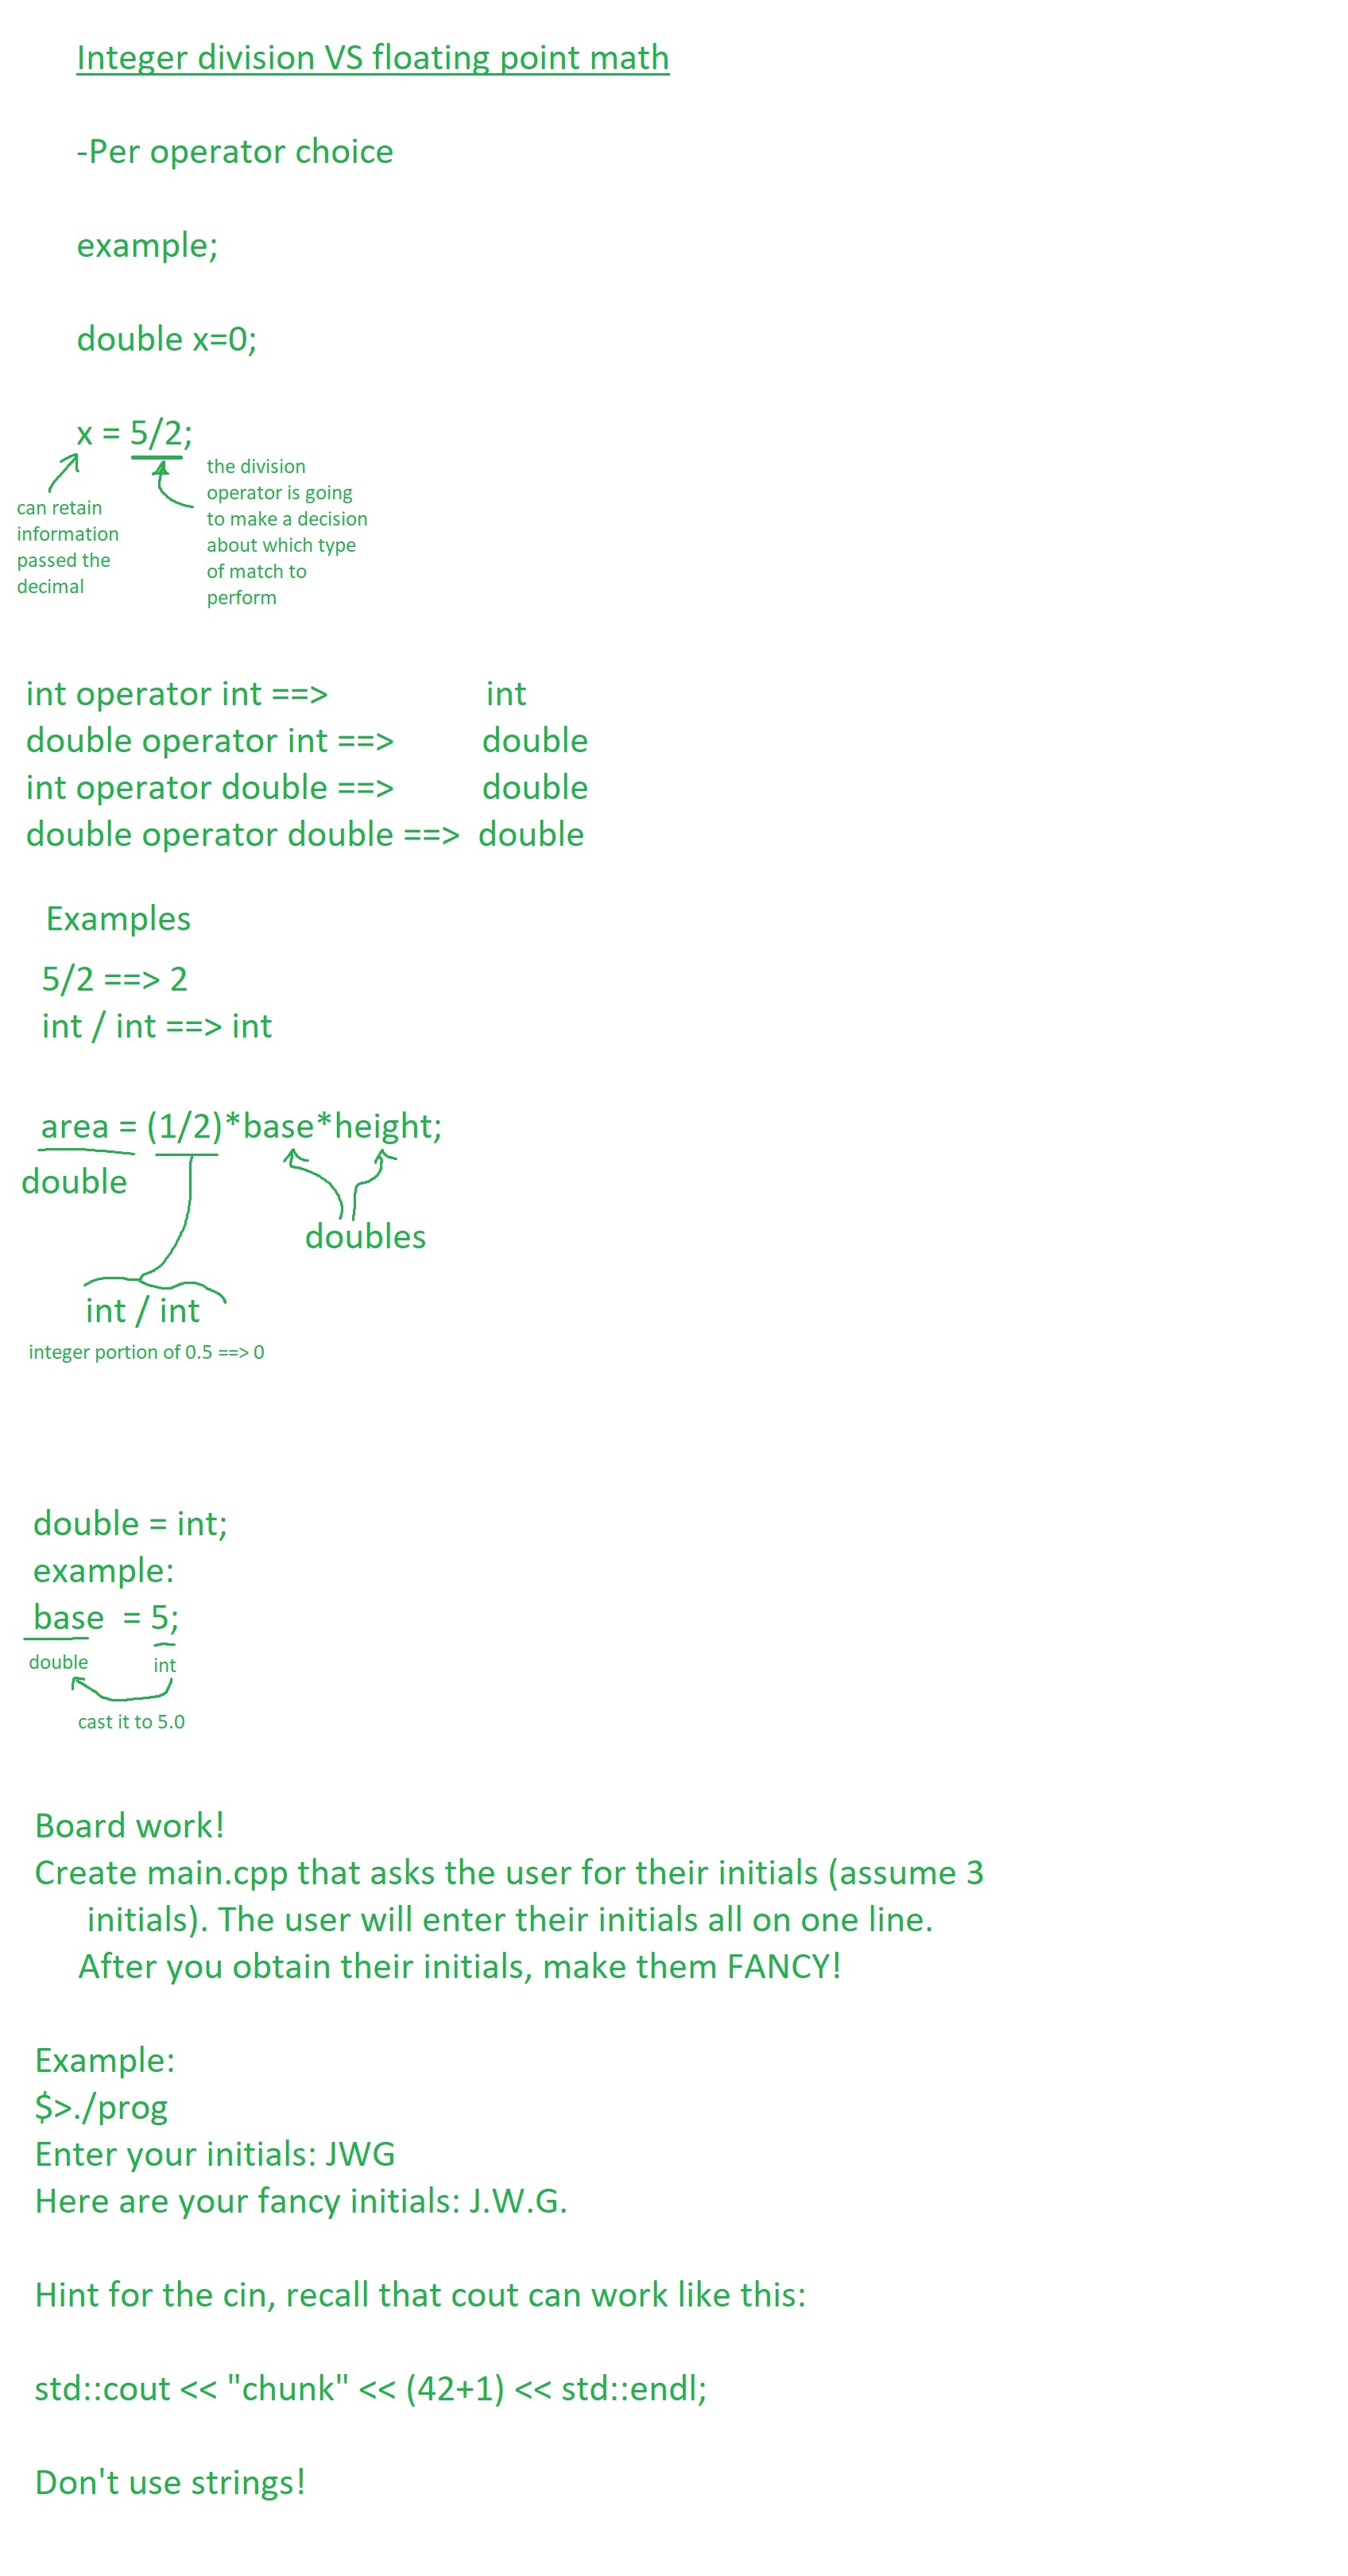 Integer division VS floating point math
-Per operator choice
example;
double x=0;
x = 5/2;
can retain
information
passed the
decimal
the division
operator is going
to make a decision
about which type
of match to
perform
int operator int ==> int
double operator int ==> double
int operator double ==> double
double operator double ==> double
Examples
5/2 ==> 2
int / int ==> int
area = (1/2)*base*height;
double
doubles
int / int
integer portion of 0.5 ==> 0
double = int;
example:
base = 5;
double int
cast it to 5.0
Board work!
Create main.cpp that asks the user for their initials (assume 3
initials). The user will enter their initials all on one line.
After you obtain their initials, make them FANCY!
Example:
$>./prog
Enter your initials: JWG
Here are your fancy initials: J.W.G.
Hint for the cin, recall that cout can work like this:
std::cout << "chunk" << (42+1) << std::endl;
Don't use strings!